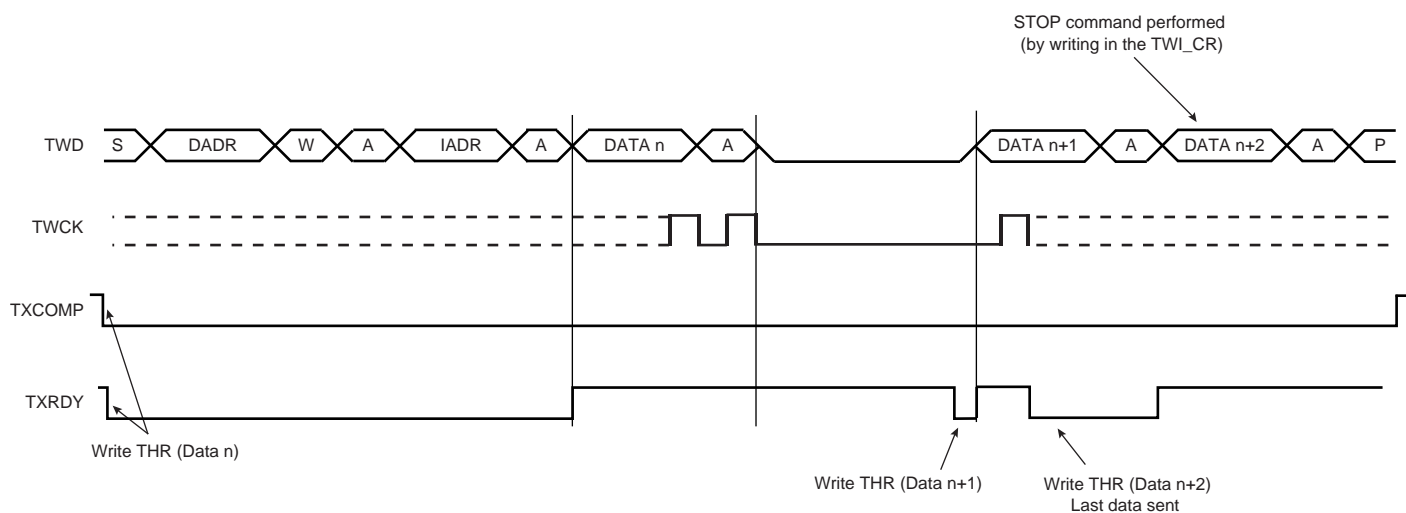 STOP command performed
(by writing in the TWI_CR)
TWD S DADR W A IADR A DATA n A DATA n+1 A DATA n+2 A P
TWCK
TXCOMP
TXRDY
Write THR (Data n)
Write THR (Data n+1)
Write THR (Data n+2)
Last data sent